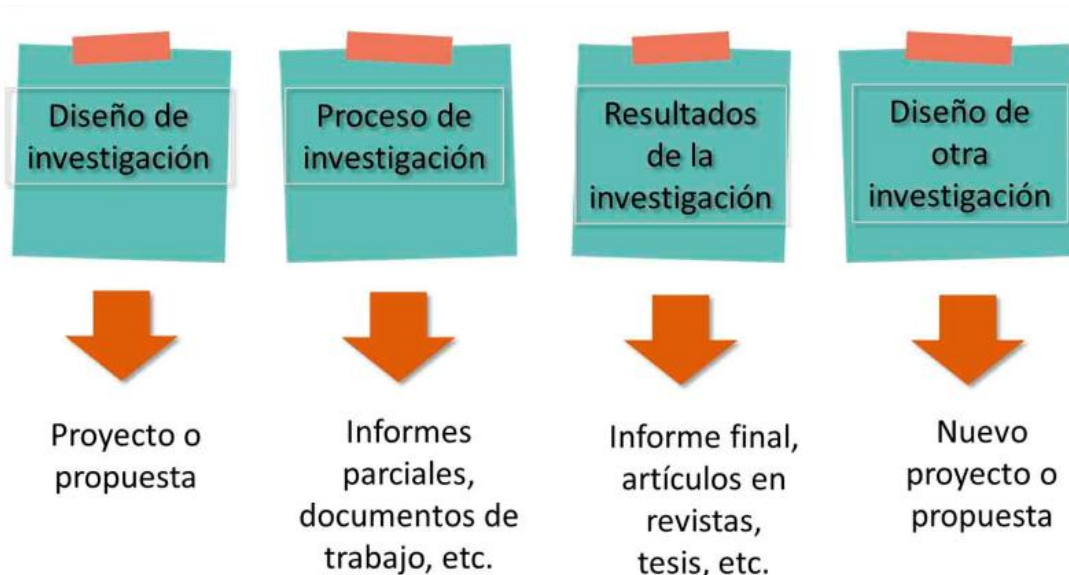 Diseño de
investigación
Proceso de
investigación
Resultados
de la
investigación
Diseño de
otra
investigación
Proyecto o
propuesta
Informes
parciales,
documentos de
trabajo, etc.
Informe final,
artículos en
revistas,
tesis, etc.
Nuevo
proyecto o
propuesta